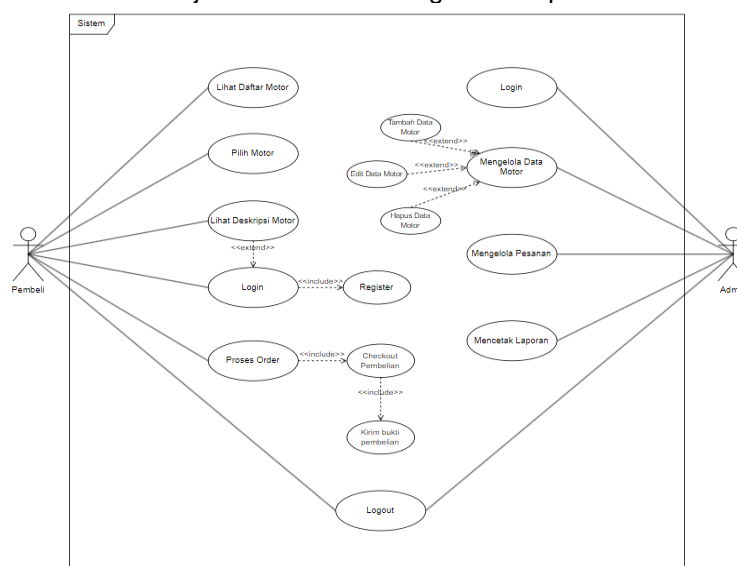 Sistem
Lihat Daftar Motor
Login
Tambah Data
Motor
<<extend>>
Pilih Motor
Mengelola Data
Motor
<<extend>>
Edit Data Motor
<<extend>>
Lihat Deskripsi Motor
Hapus Data
Motor
<<extend>>
Mengelola Pesanan
Pembeli
Login
<<include>>
Register
Adm
Mencetak Laporan
Proses Order
<<include>>
Checkout
Pembelian
<<include>>
Kirim bukti
pembelian
Logout